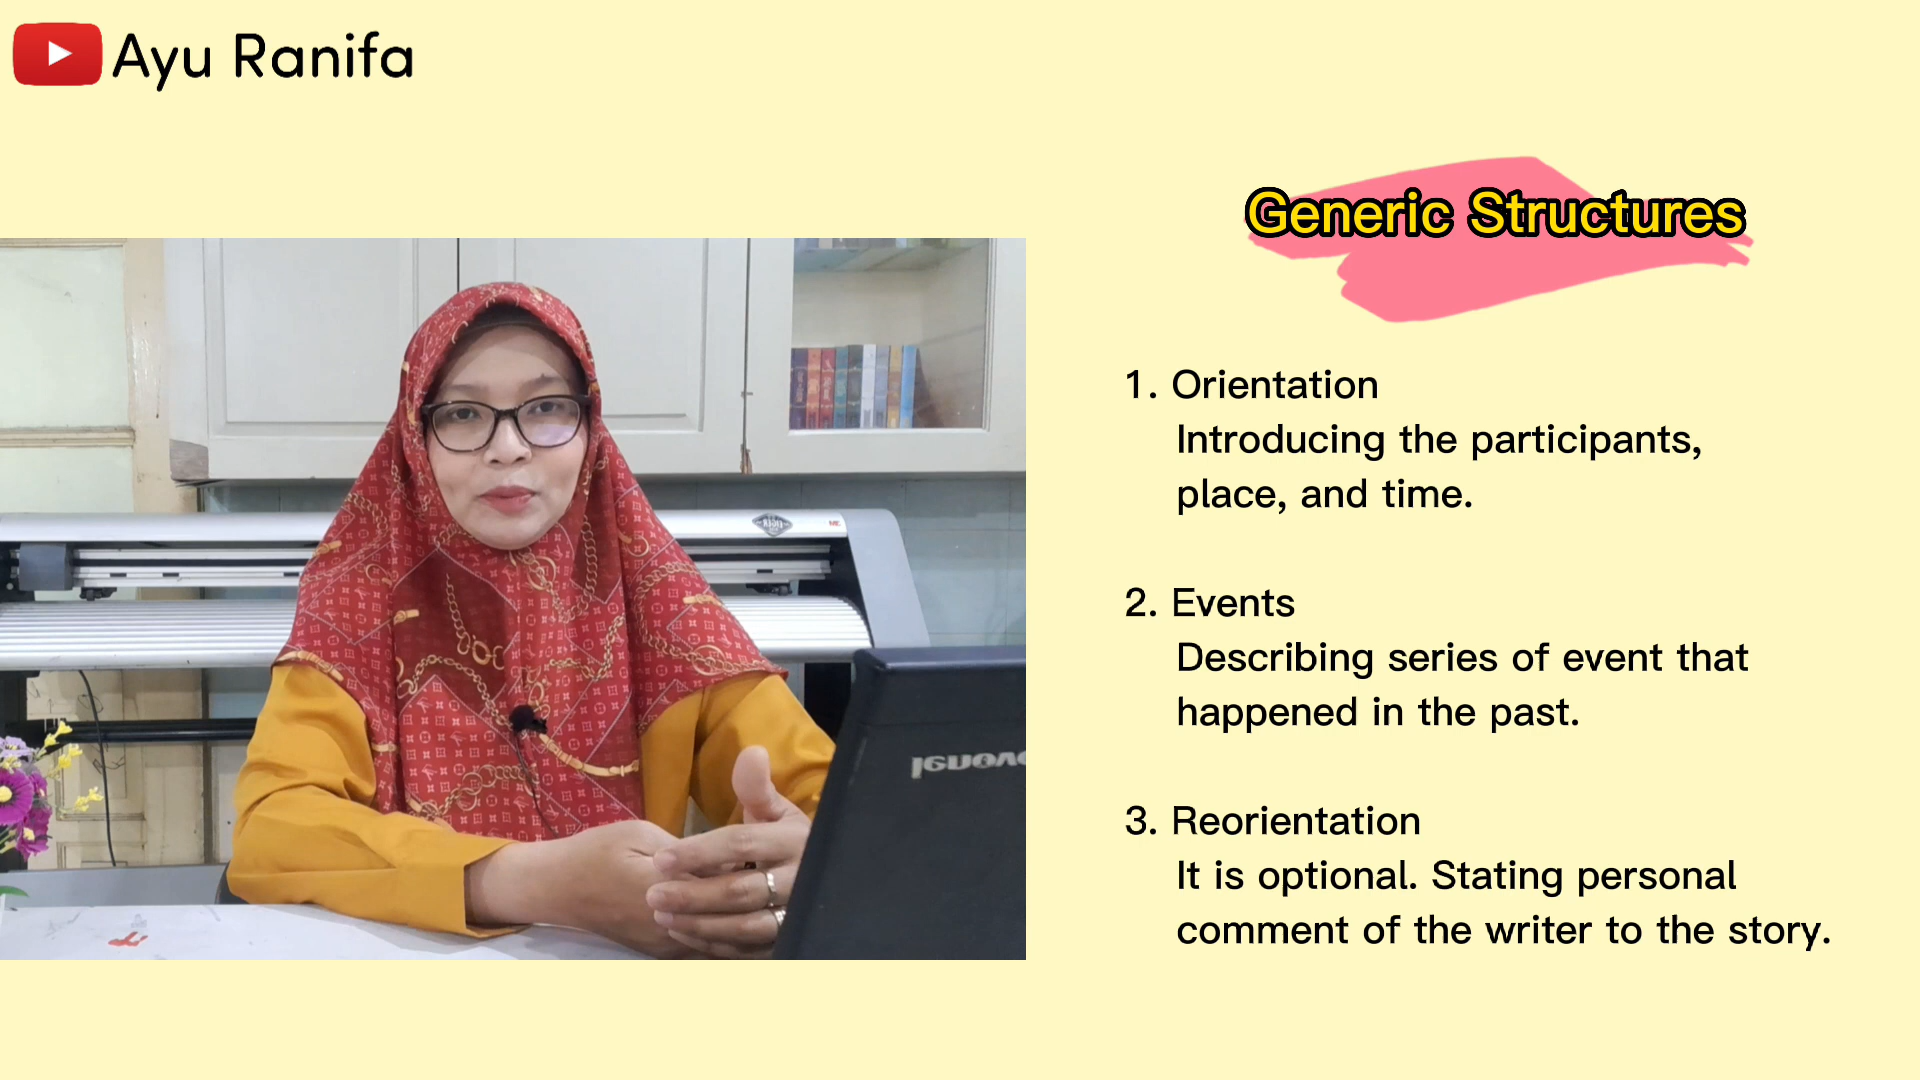 Ayu Ranifa
Generic Structures
1. Orientation
Introducing the participants,
place, and time.
2. Events
Describing series of event that
happened in the past.
3. Reorientation
It is optional. Stating personal
comment of the writer to the story.
lenovo